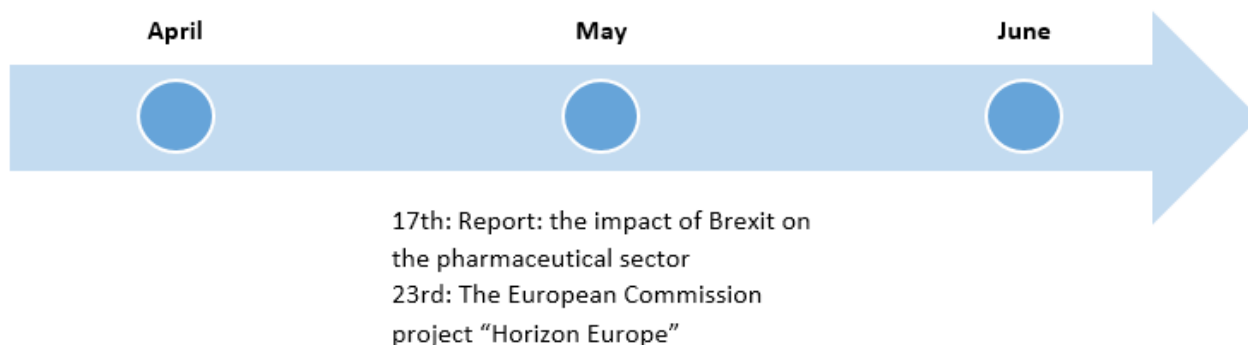 April
May
June
17th: Report: the impact of Brexit on
the pharmaceutical sector
23rd: The European Commission
project “Horizon Europe”